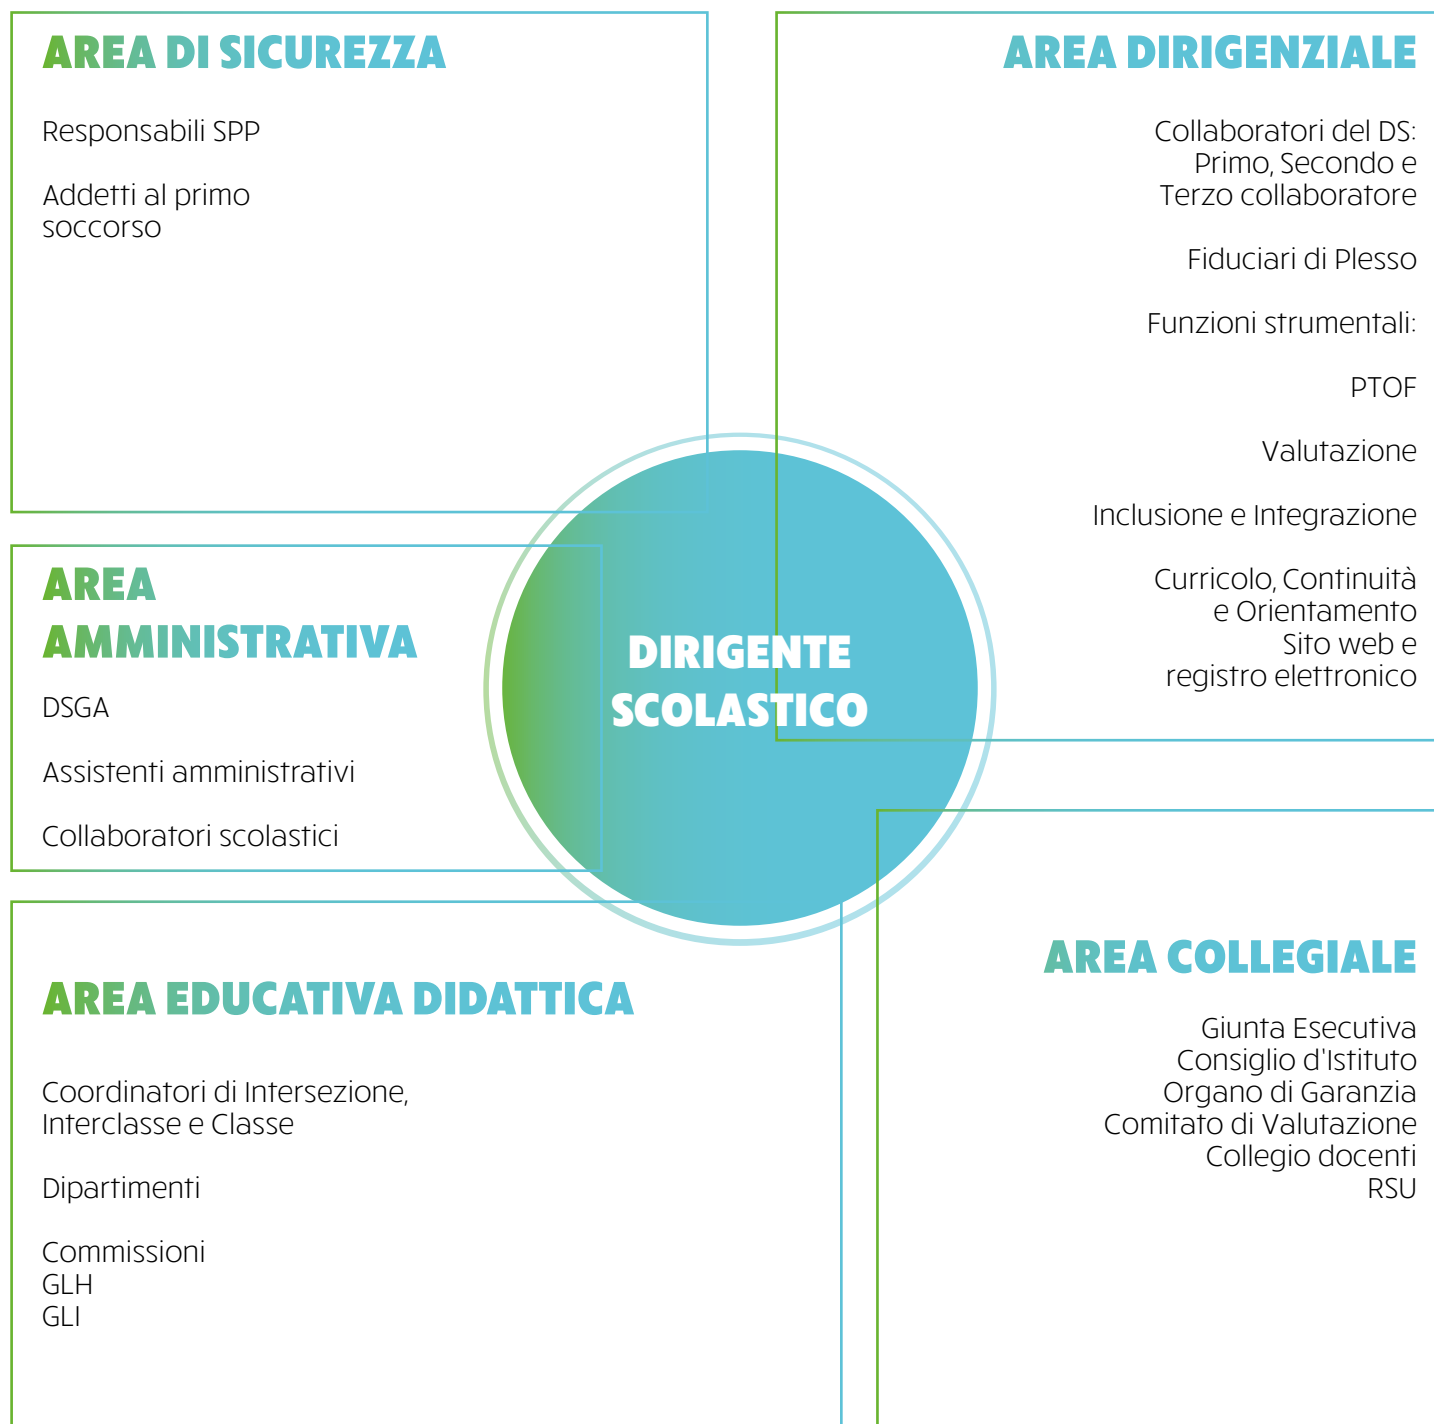 AREA DI SICUREZZA
Responsabili SPP
Addetti al primo
soccorso
AREA DIRIGENZIALE
Collaboratori del DS:
Primo, Secondo e
Terzo collaboratore
Fiduciari di Plesso
Funzioni strumentali:
PTOF
Valutazione
Inclusione e Integrazione
Curricolo, Continuità
e Orientamento
Sito web e
registro elettronico
AREA
AMMINISTRATIVA
DSGA
Assistenti amministrativi
Collaboratori scolastici
DIRIGENTE
SCOLASTICO
AREA EDUCATIVA DIDATTICA
Coordinatori di Intersezione,
Interclasse e Classe
Dipartimenti
Commissioni
GLH
GLI
AREA COLLEGIALE
Giunta Esecutiva
Consiglio d'Istituto
Organo di Garanzia
Comitato di Valutazione
Collegio docenti
RSU